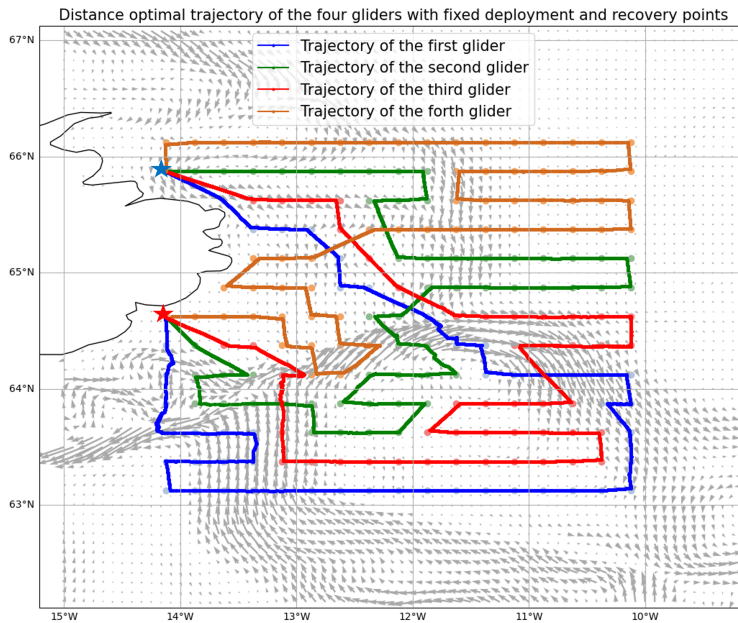 Distance optimal trajectory of the four gliders with fixed deployment and recovery points
67°N
Trajectory of the first glider
Trajectory of the second glider
Trajectory of the third glider
Trajectory of the forth glider
66°N
65°N
64°N
63°N
15°W 14°W 13°W 12°W 11°W 10°W